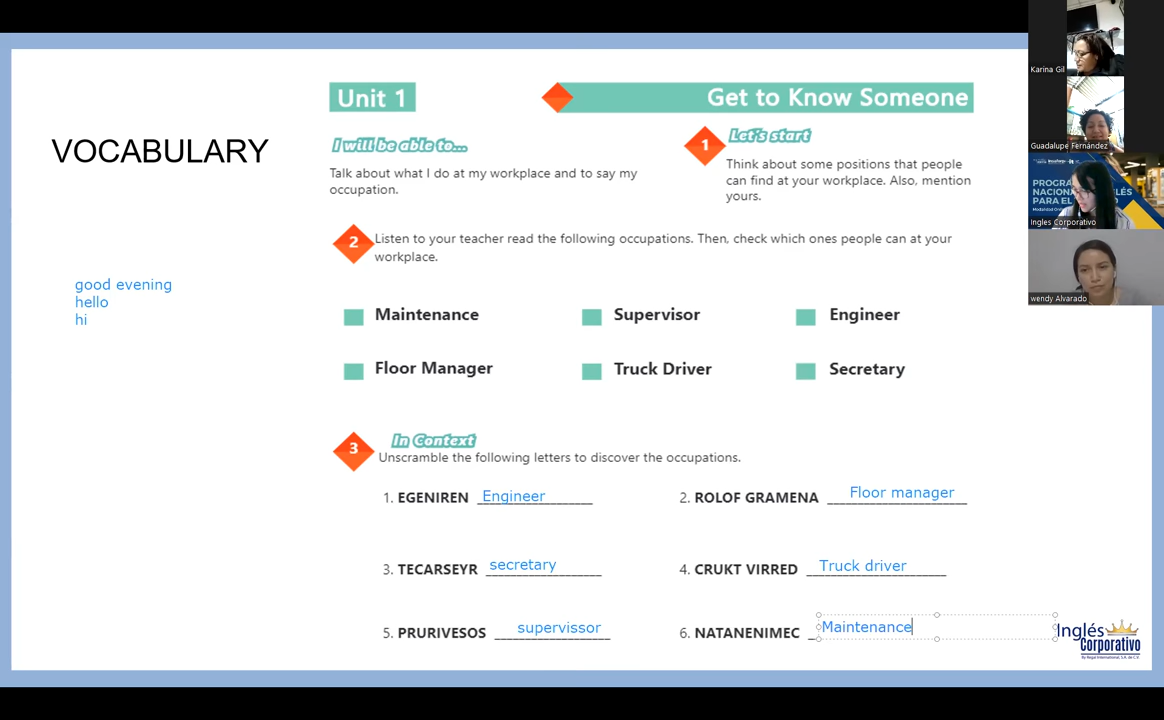 Unit 1
Get to Know Someone
VOCABULARY
I will be able to...
Talk about what I do at my workplace and to say my
occupation.
1
Let's start
Think about some positions that people
can find at your workplace. Also, mention
yours.
2
Listen to your teacher read the following occupations. Then, check which ones people can at your
workplace.
good evening
hello
hi
Maintenance
Supervisor
Engineer
Floor Manager
Truck Driver
Secretary
3
In Context
Unscramble the following letters to discover the occupations.
1. EGENIREN Engineer
2. ROLOF GRAMENA Floor manager
3. TECARSEYR secretary
4. CRUKT VIRRED Truck driver
5. PRURIVESOS supervissor
6. NATANENIMEC Maintenance
Inglés
Corporativo
Karina Gil
Guadalupe Fernández
Ingles Corporativo
wendy Alvarado